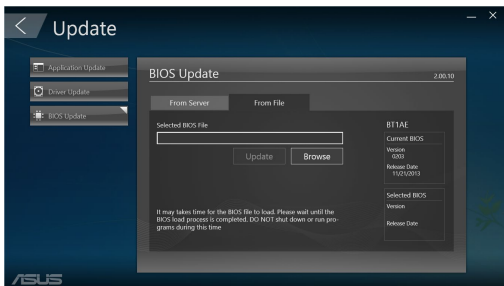 Update
Application Update
Driver Update
BIOS Update
BIOS Update
2.00.10
From Server
From File
Selected BIOS File
Update
Browse
It may takes time for the BIOS file to load. Please wait until the
BIOS load process is completed. DO NOT shut down or run pro-
grams during this time
BT1AE
Current BIOS
Version
0203
Release Date
11/21/2013
Selected BIOS
Version
Release Date
ASUS